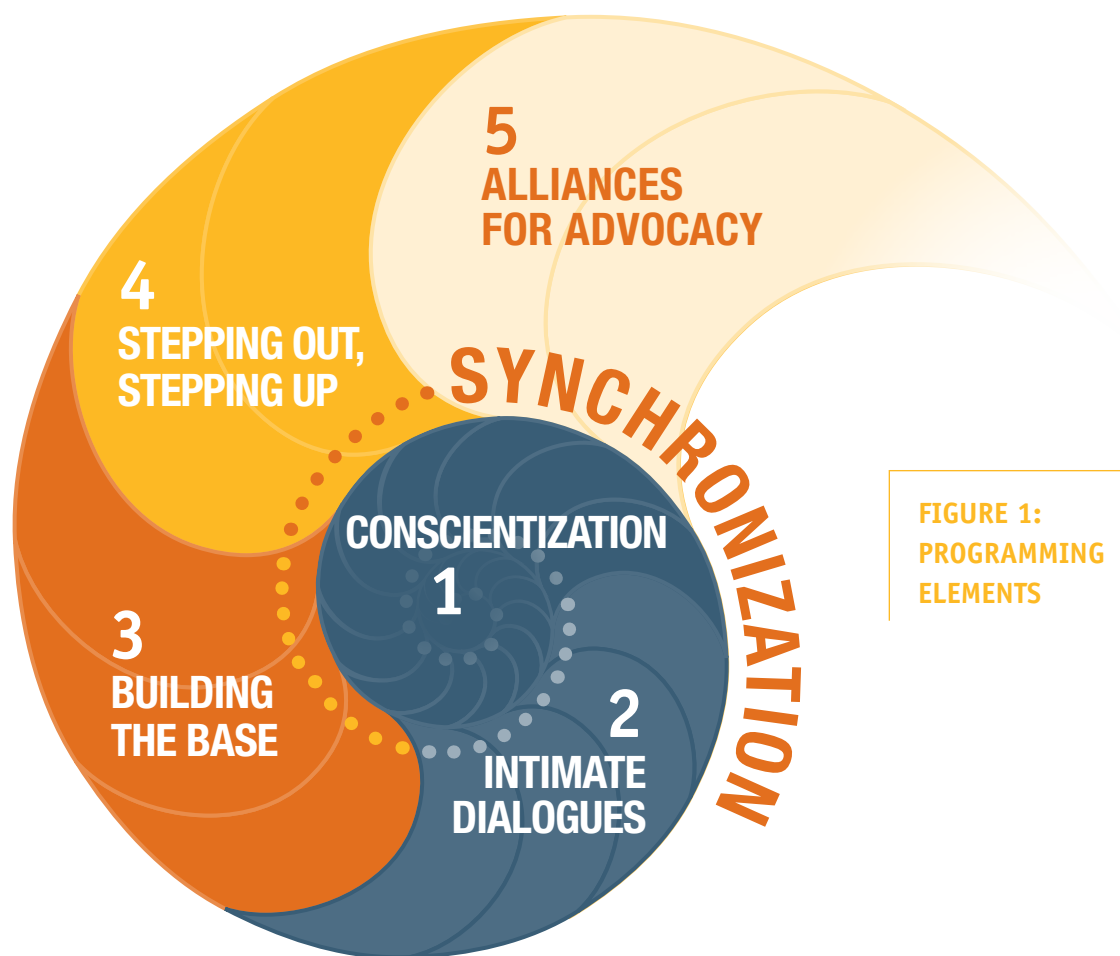 1
CONSCIENTIZATION
2
INTIMATE
DIALOGUES
3
BUILDING
THE BASE
4
STEPPING OUT,
STEPPING UP
5
ALLIANCES
FOR ADVOCACY
SYNCHRONIZATION
FIGURE 1:
PROGRAMMING
ELEMENTS